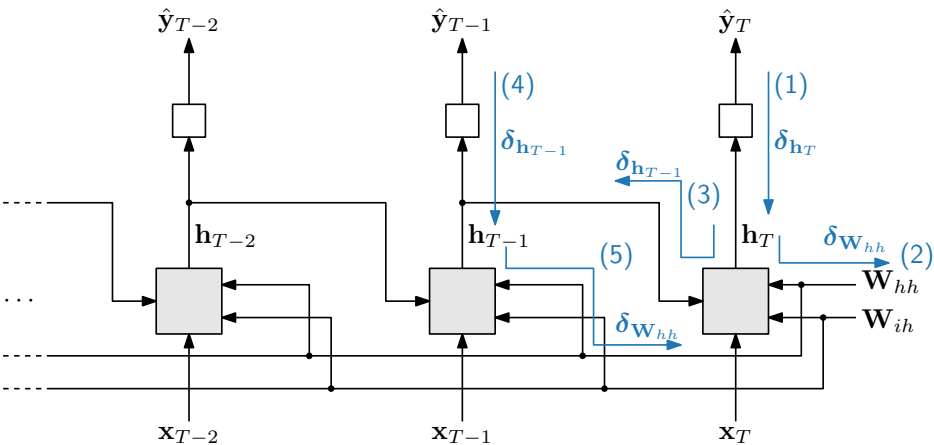 ŷ_{T−2} ŷ_{T−1} ŷ_T
(4) (1)
δ_{h_{T−1}} δ_{h_T}
δ_{h_{T−1}}
(3)
h_{T−2} h_{T−1} h_T δ_{W_{hh}}
(5) (2)
... W_{hh}
W_{ih}
δ_{W_{hh}}
x_{T−2} x_{T−1} x_T